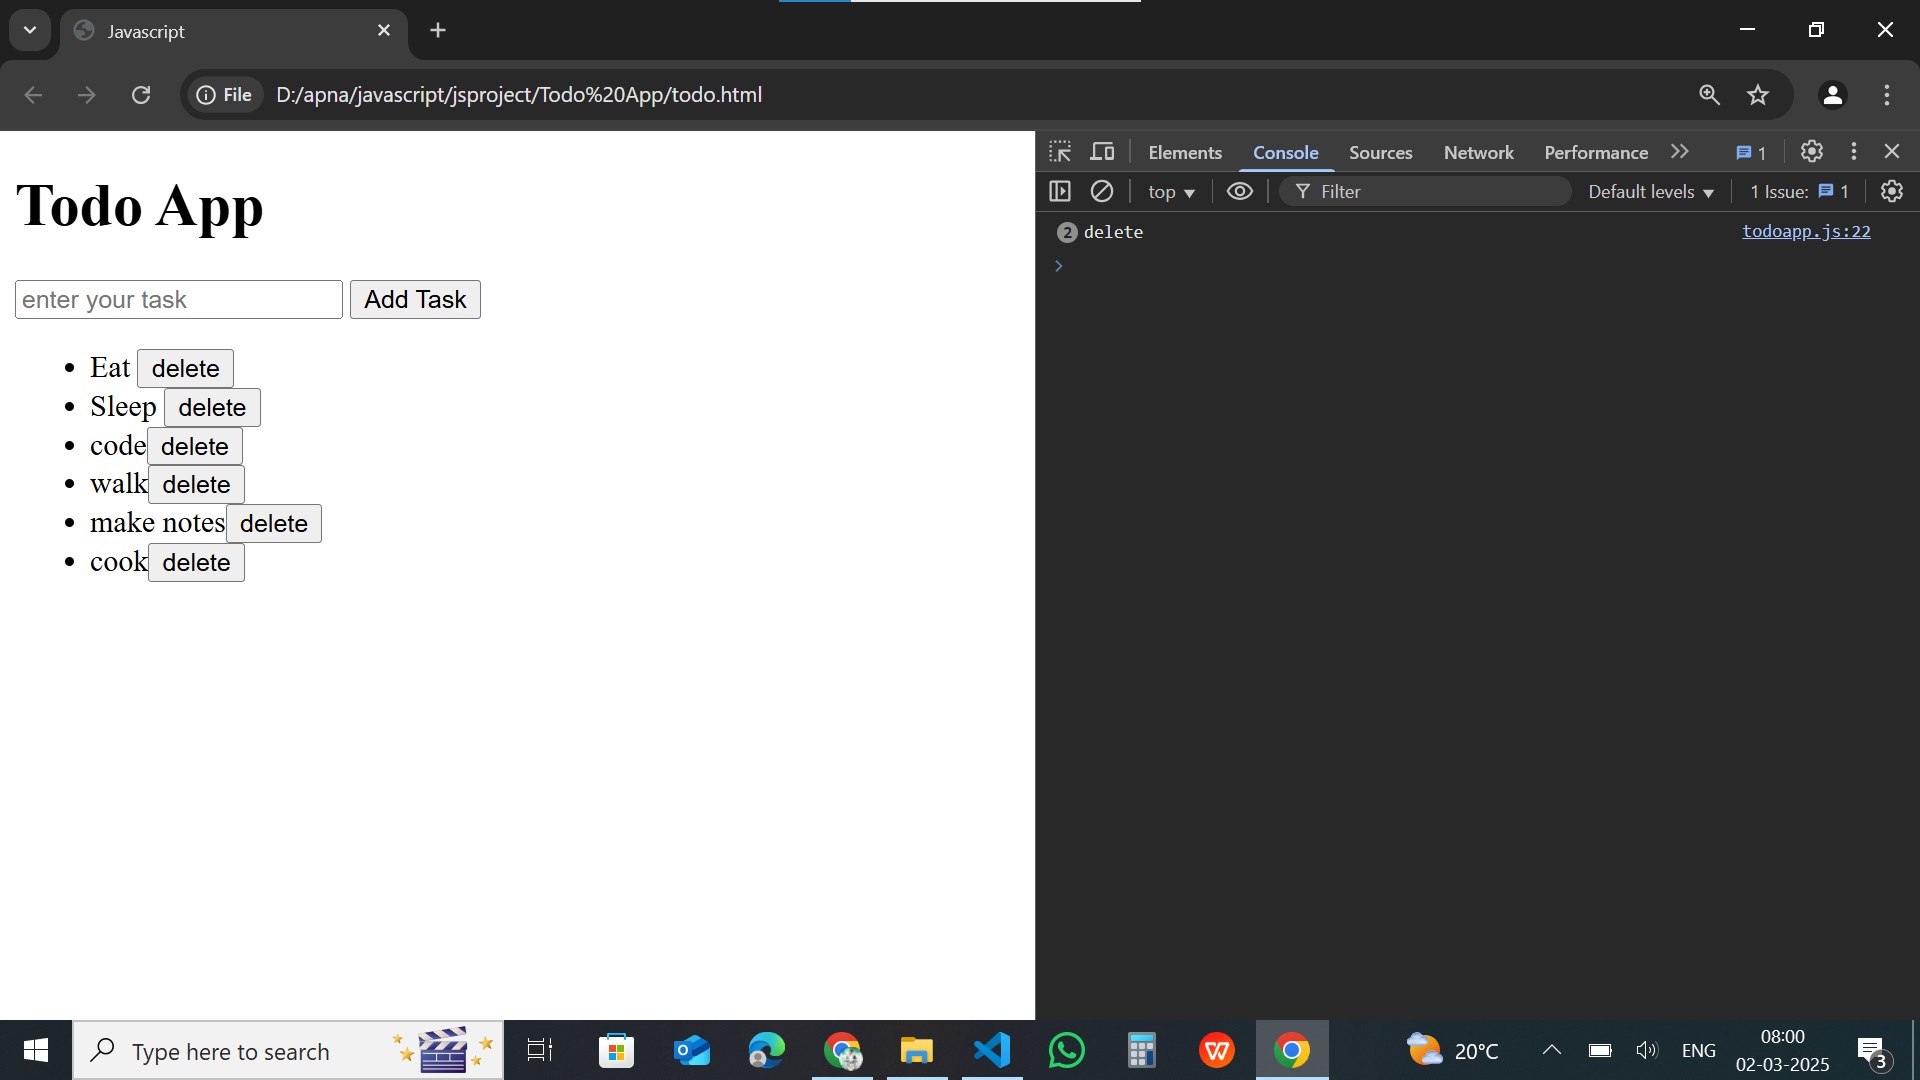 Javascript
File D:/apna/javascript/jsproject/Todo%20App/todo.html
Todo App
enter your task Add Task
Eat delete
Sleep delete
code delete
walk delete
make notes delete
cook delete
Elements Console Sources Network Performance 1
top Filter Default levels 1 Issue: 1
2 delete todoapp.js:22
Type here to search 20°C ENG 08:00
02-03-2025
3